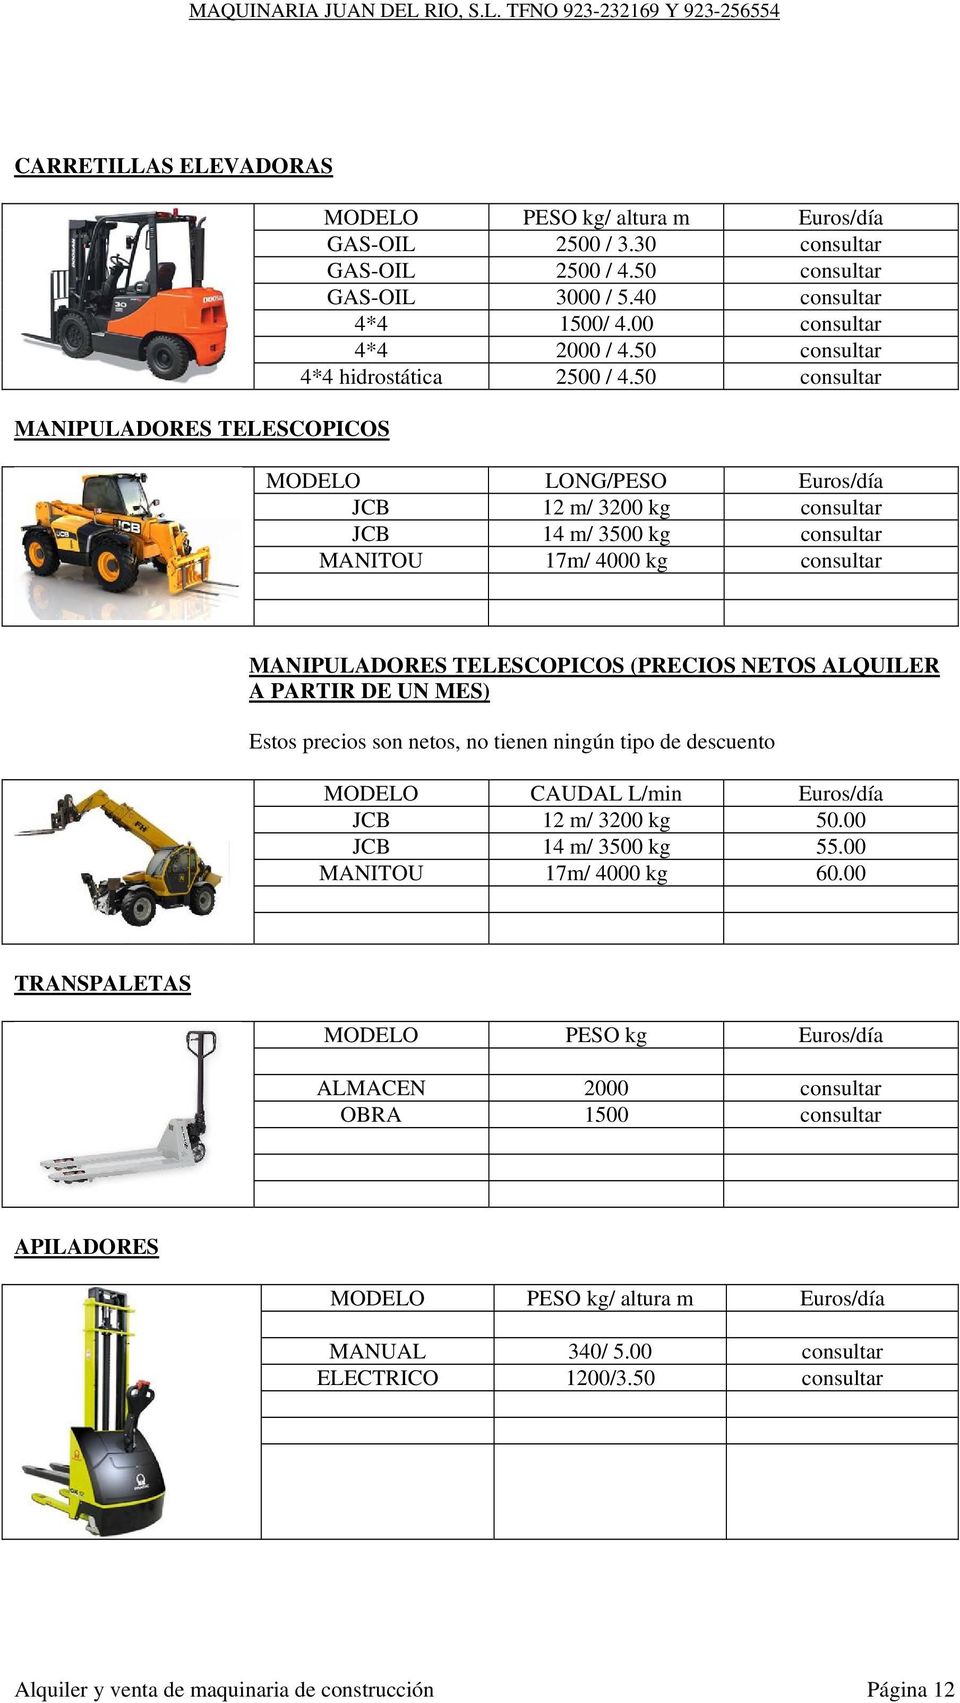 MAQUINARIA JUAN DEL RIO, S.L. TFNO 923-232169 Y 923-256554
CARRETILLAS ELEVADORAS
MODELO PESO kg/ altura m Euros/día
GAS-OIL 2500 / 3.30 consultar
GAS-OIL 2500 / 4.50 consultar
GAS-OIL 3000 / 5.40 consultar
4*4 1500/ 4.00 consultar
4*4 2000 / 4.50 consultar
4*4 hidrostática 2500 / 4.50 consultar
DOOSAN
30
MANIPULADORES TELESCOPICOS
MODELO LONG/PESO Euros/día
JCB 12 m/ 3200 kg consultar
JCB 14 m/ 3500 kg consultar
MANITOU 17m/ 4000 kg consultar
JCB
JCB
MANIPULADORES TELESCOPICOS (PRECIOS NETOS ALQUILER
A PARTIR DE UN MES)
Estos precios son netos, no tienen ningún tipo de descuento
MODELO CAUDAL L/min Euros/día
JCB 12 m/ 3200 kg 50.00
JCB 14 m/ 3500 kg 55.00
MANITOU 17m/ 4000 kg 60.00
FH
TRANSPALETAS
MODELO PESO kg Euros/día
ALMACEN 2000 consultar
OBRA 1500 consultar
APILADORES
MODELO PESO kg/ altura m Euros/día
MANUAL 340/ 5.00 consultar
ELECTRICO 1200/3.50 consultar
PRAMAC
Alquiler y venta de maquinaria de construcción Página 12